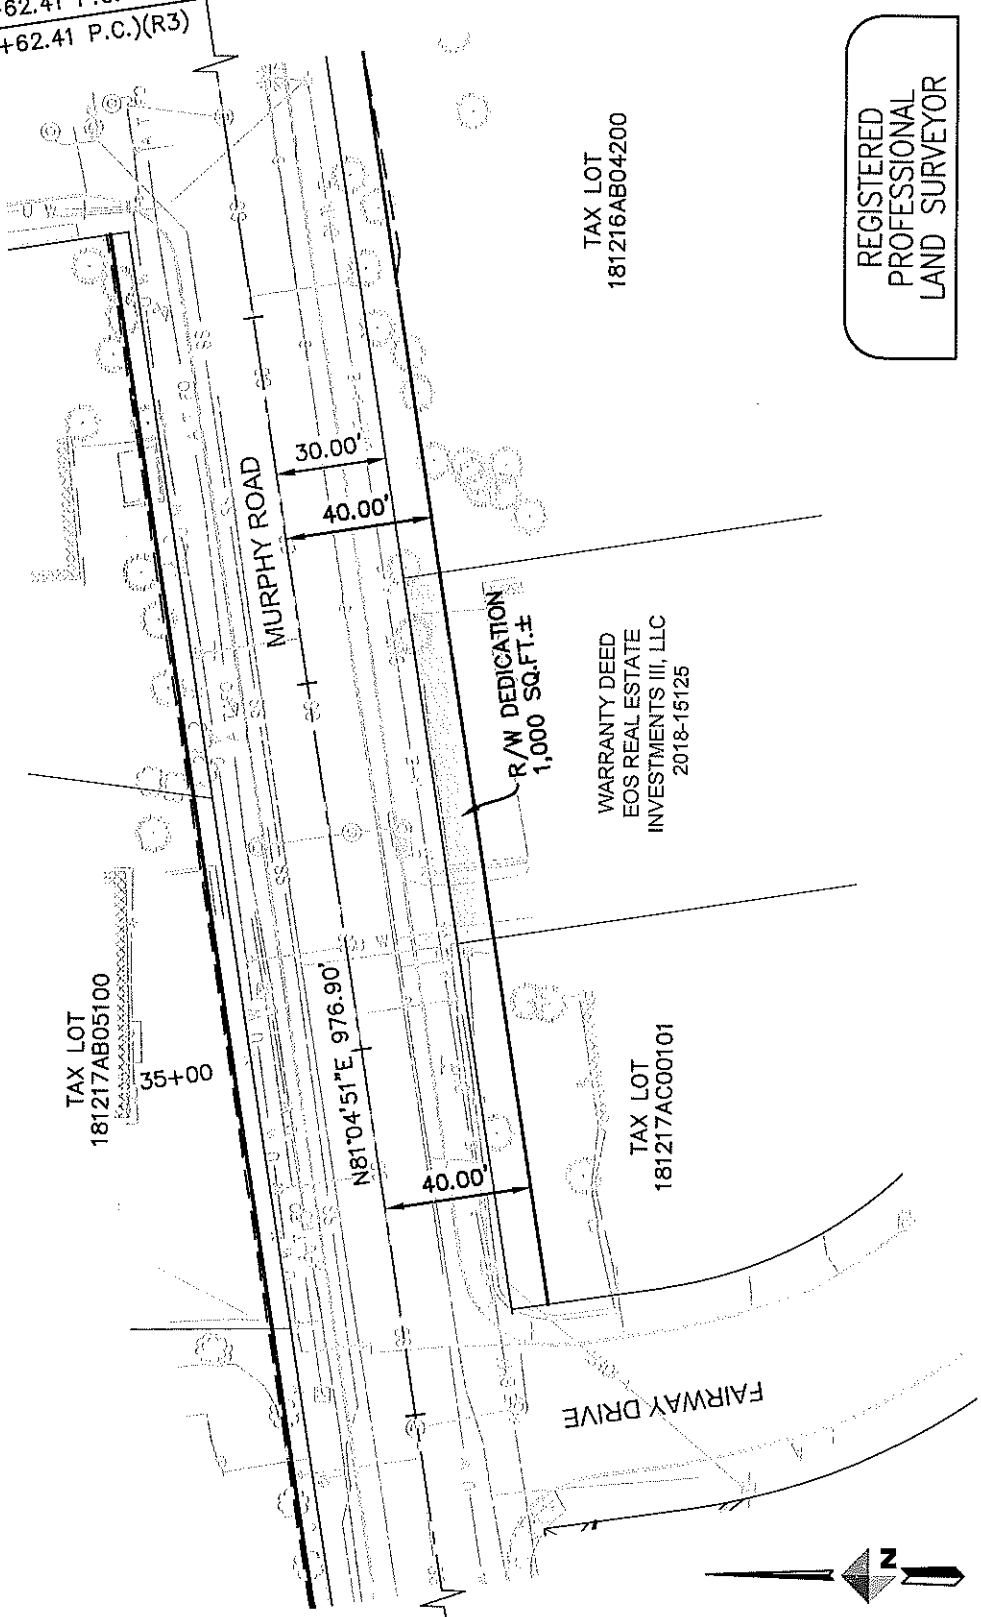 +62.41 P.C.)(R3)
TAX LOT
181217AB05100
35+00
MURPHY ROAD
N81°04'51"E 976.90'
30.00'
40.00'
40.00'
R/W DEDICATION
1,000 SQ.FT.±
TAX LOT
181216AB04200
WARRANTY DEED
EOS REAL ESTATE
INVESTMENTS III, LLC
2018-15125
TAX LOT
181217AC00101
FAIRWAY DRIVE
REGISTERED
PROFESSIONAL
LAND SURVEYOR
N